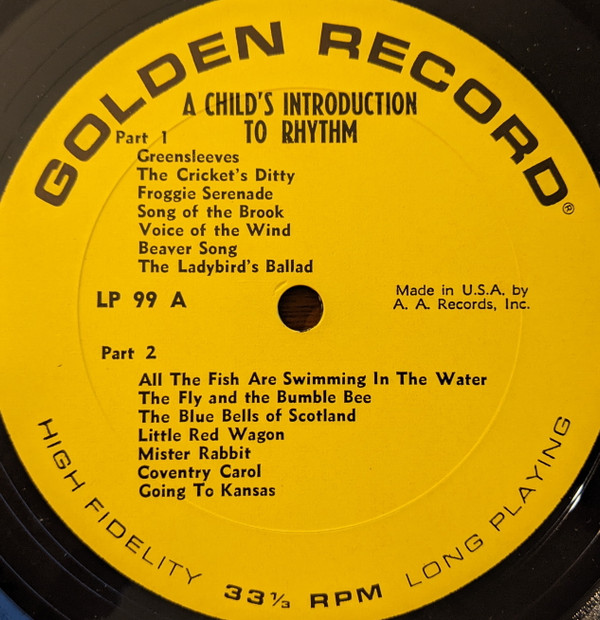 GOLDEN RECORD®
A CHILD'S INTRODUCTION
TO RHYTHM
Part 1
Greensleeves
The Cricket's Ditty
Froggie Serenade
Song of the Brook
Voice of the Wind
Beaver Song
The Ladybird's Ballad
LP 99 A
Made in U.S.A. by
A. A. Records, Inc.
Part 2
All The Fish Are Swimming In The Water
The Fly and the Bumble Bee
The Blue Bells of Scotland
Little Red Wagon
Mister Rabbit
Coventry Carol
Going To Kansas
HIGH FIDELITY 33⅓ RPM LONG PLAYING